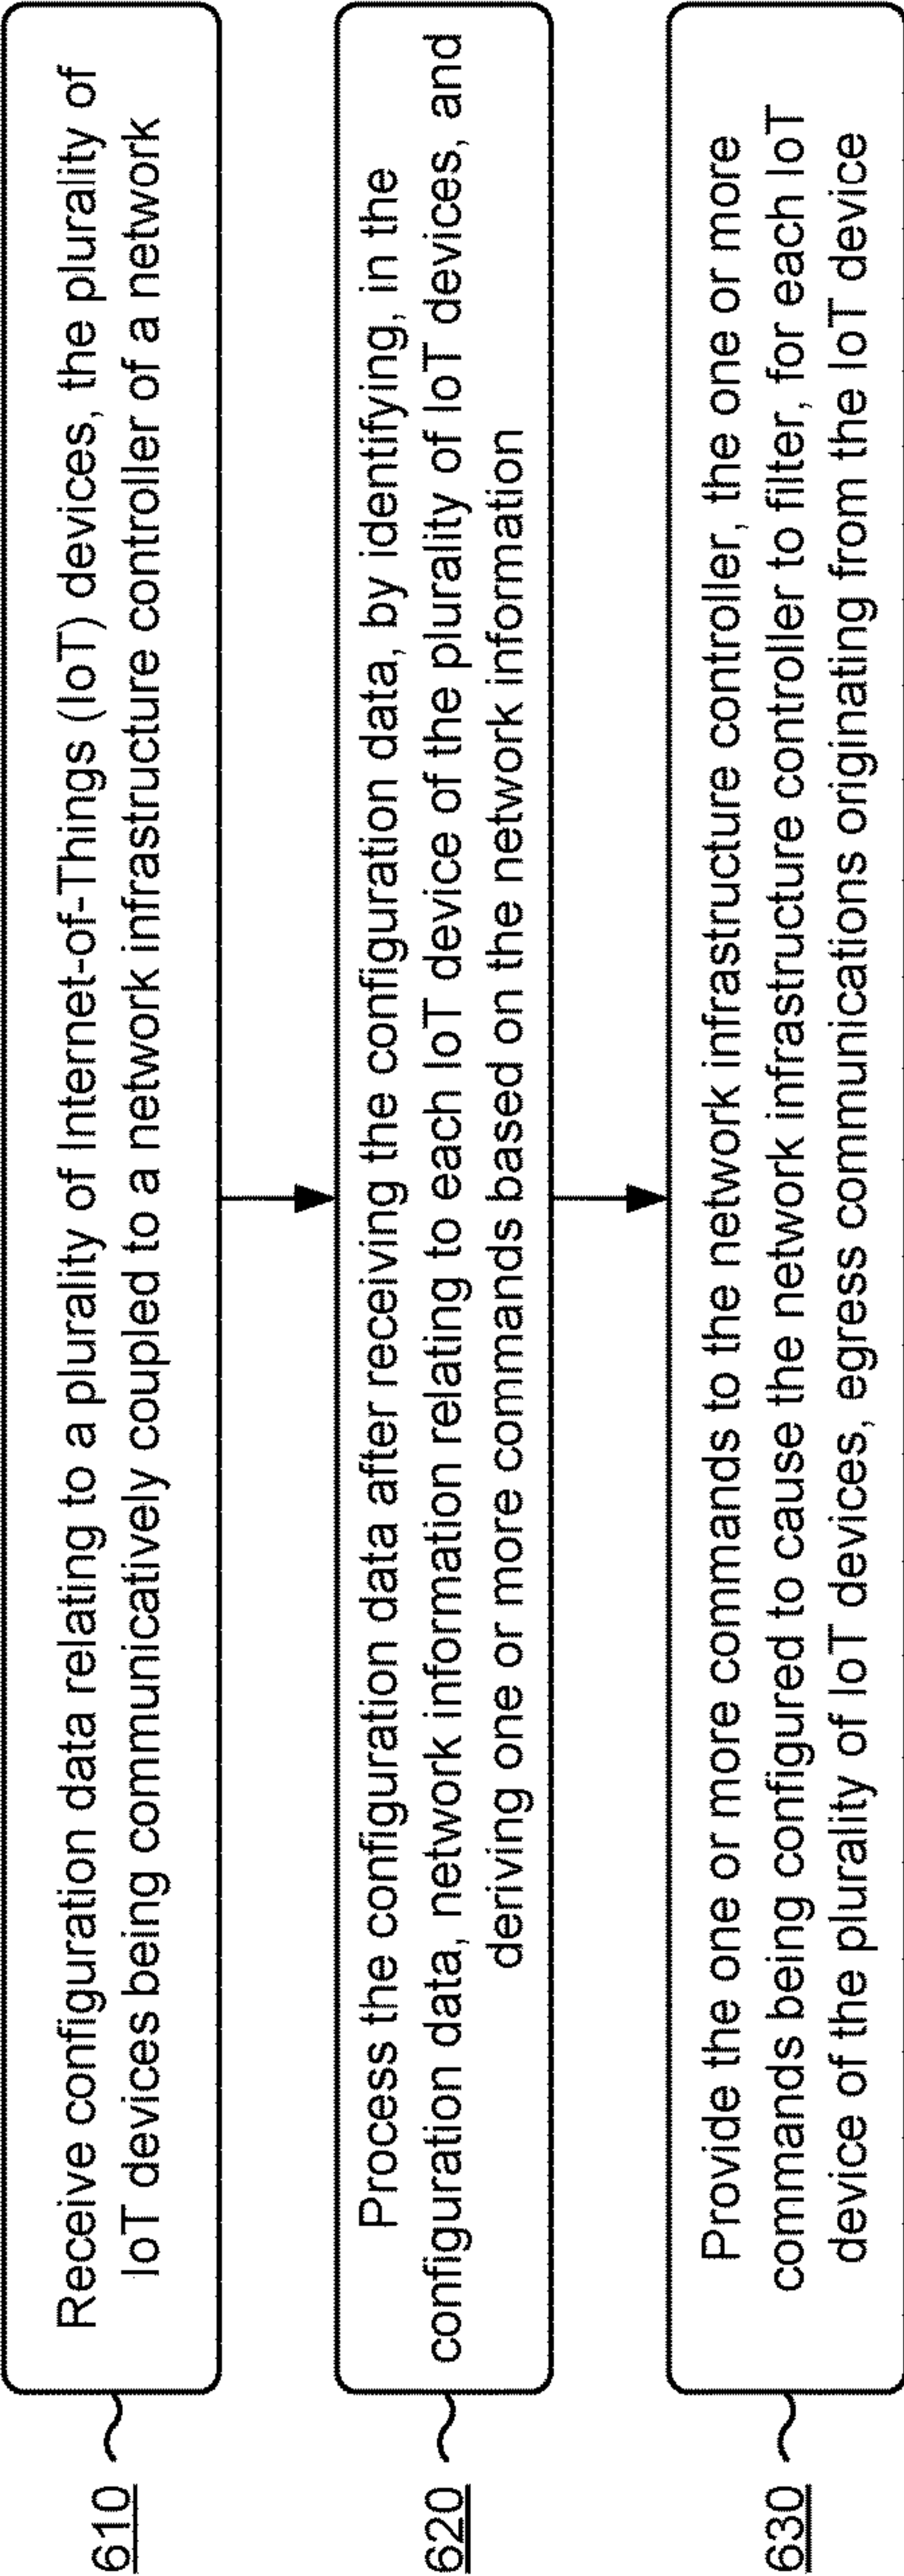 610
Receive configuration data relating to a plurality of Internet-of-Things (IoT) devices, the plurality of
IoT devices being communicatively coupled to a network infrastructure controller of a network
620
Process the configuration data after receiving the configuration data, by identifying, in the
configuration data, network information relating to each IoT device of the plurality of IoT devices, and
deriving one or more commands based on the network information
630
Provide the one or more commands to the network infrastructure controller, the one or more
commands being configured to cause the network infrastructure controller to filter, for each IoT
device of the plurality of IoT devices, egress communications originating from the IoT device